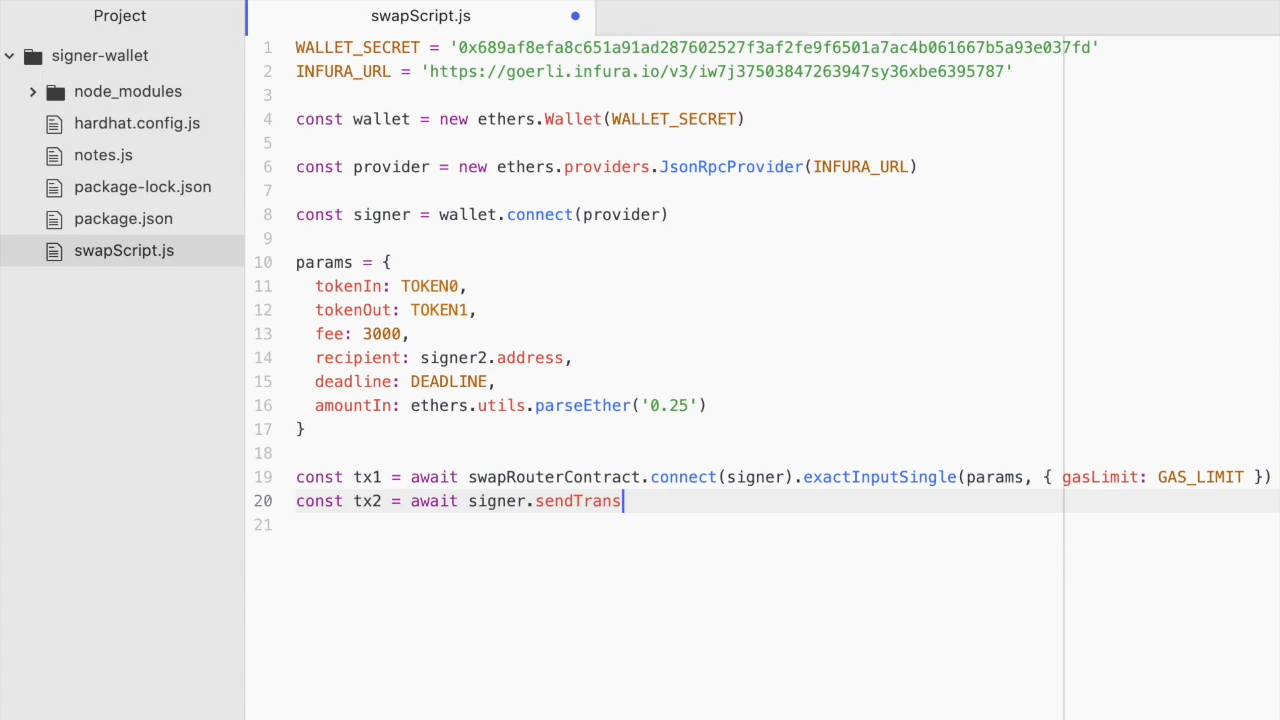 Project
signer-wallet
node_modules
hardhat.config.js
notes.js
package-lock.json
package.json
swapScript.js
swapScript.js
1 WALLET_SECRET = '0x689af8efa8c651a91ad287602527f3af2fe9f6501a7ac4b061667b5a93e037fd'
2 INFURA_URL = 'https://goerli.infura.io/v3/iw7j37503847263947sy36xbe6395787'
3
4 const wallet = new ethers.Wallet(WALLET_SECRET)
5
6 const provider = new ethers.providers.JsonRpcProvider(INFURA_URL)
7
8 const signer = wallet.connect(provider)
9
10 params = {
11   tokenIn: TOKEN0,
12   tokenOut: TOKEN1,
13   fee: 3000,
14   recipient: signer2.address,
15   deadline: DEADLINE,
16   amountIn: ethers.utils.parseEther('0.25')
17 }
18
19 const tx1 = await swapRouterContract.connect(signer).exactInputSingle(params, { gasLimit: GAS_LIMIT })
20 const tx2 = await signer.sendTrans
21